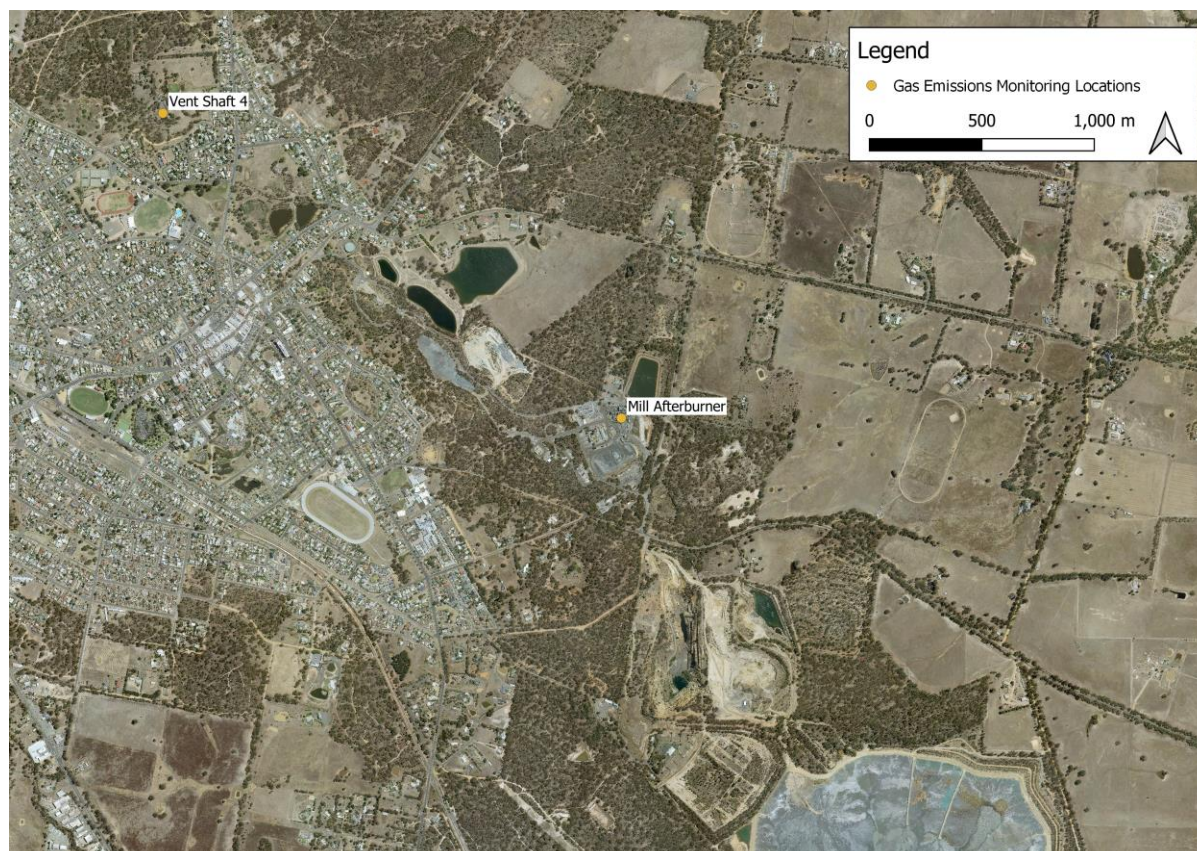 Legend
Gas Emissions Monitoring Locations
0 500 1,000 m
Vent Shaft 4
Mill Afterburner